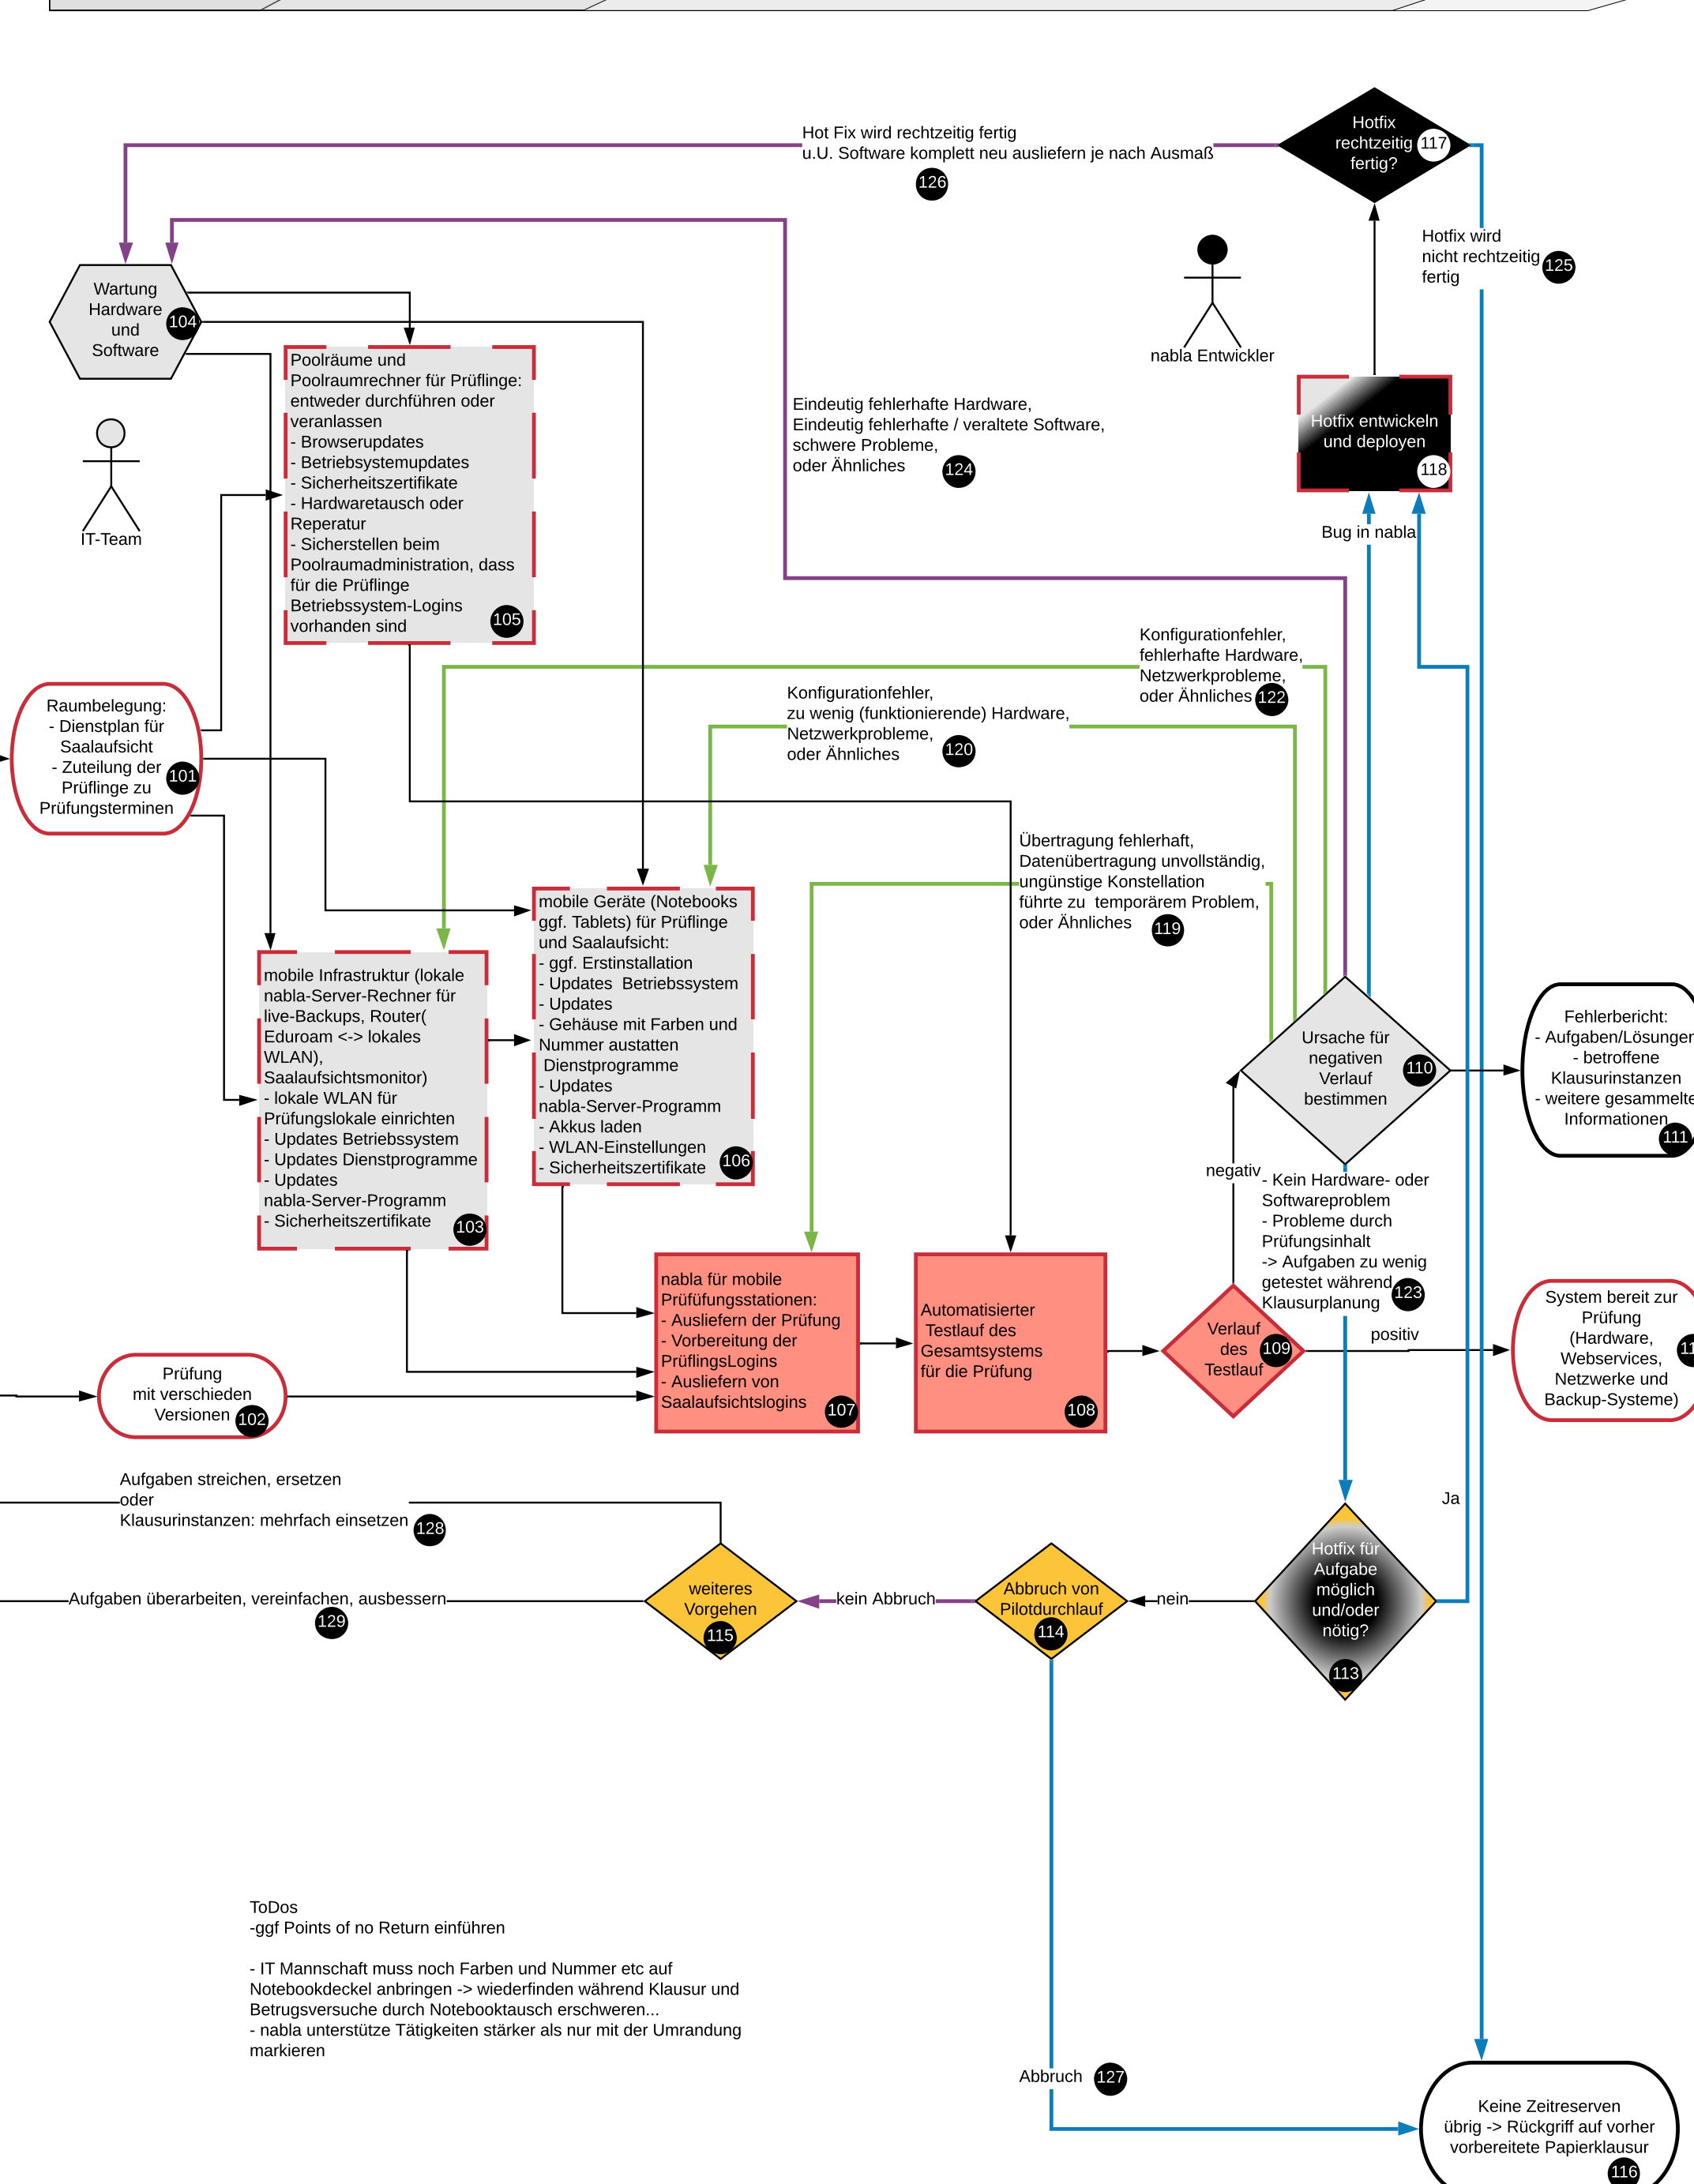 Hot Fix wird rechtzeitig fertig
u.U. Software komplett neu ausliefern je nach Ausmaß
126
Hotfix
rechtzeitig
fertig?
117
Hotfix wird
nicht rechtzeitig
fertig
125
Wartung
Hardware
und
Software
104
IT-Team
nabla Entwickler
Poolräume und
Poolraumrechner für Prüflinge:
entweder durchführen oder
veranlassen
- Browserupdates
- Betriebsystemupdates
- Sicherheitszertifikate
- Hardwaretausch oder
Reperatur
- Sicherstellen beim
Poolraumadministration, dass
für die Prüflinge
Betriebssystem-Logins
vorhanden sind
105
Eindeutig fehlerhafte Hardware,
Eindeutig fehlerhafte / veraltete Software,
schwere Probleme,
oder Ähnliches
124
Hotfix entwickeln
und deployen
118
Bug in nabla
Konfigurationfehler,
fehlerhafte Hardware,
Netzwerkprobleme,
oder Ähnliches
122
Konfigurationfehler,
zu wenig (funktionierende) Hardware,
Netzwerkprobleme,
oder Ähnliches
120
Raumbelegung:
- Dienstplan für
Saalaufsicht
- Zuteilung der
Prüflinge zu
Prüfungsterminen
101
Übertragung fehlerhaft,
Datenübertragung unvollständig,
ungünstige Konstellation
führte zu  temporärem Problem,
oder Ähnliches
119
mobile Geräte (Notebooks
ggf. Tablets) für Prüflinge
und Saalaufsicht:
- ggf. Erstinstallation
- Updates  Betriebssystem
- Updates
- Gehäuse mit Farben und
Nummer austatten
Dienstprogramme
- Updates
nabla-Server-Programm
- Akkus laden
- WLAN-Einstellungen
- Sicherheitszertifikate
106
mobile Infrastruktur (lokale
nabla-Server-Rechner für
live-Backups, Router(
Eduroam <-> lokales
WLAN),
Saalaufsichtsmonitor)
- lokale WLAN für
Prüfungslokale einrichten
- Updates Betriebssystem
- Updates Dienstprogramme
- Updates
nabla-Server-Programm
- Sicherheitszertifikate
103
Ursache für
negativen
Verlauf
bestimmen
110
Fehlerbericht:
- Aufgaben/Lösungen
- betroffene
Klausurinstanzen
- weitere gesammelte
Informationen
111
negativ
- Kein Hardware- oder
Softwareproblem
- Probleme durch
Prüfungsinhalt
-> Aufgaben zu wenig
getestet während
Klausurplanung
123
nabla für mobile
Prüfüfungsstationen:
- Ausliefern der Prüfung
- Vorbereitung der
PrüflingsLogins
- Ausliefern von
Saalaufsichtslogins
107
Automatisierter
Testlauf des
Gesamtsystems
für die Prüfung
108
Verlauf
des
Testlauf
109
positiv
System bereit zur
Prüfung
(Hardware,
Webservices,
Netzwerke und
Backup-Systeme)
Prüfung
mit verschieden
Versionen
102
Aufgaben streichen, ersetzen
oder
Klausurinstanzen: mehrfach einsetzen
128
Ja
Aufgaben überarbeiten, vereinfachen, ausbessern
129
weiteres
Vorgehen
115
kein Abbruch
Abbruch von
Pilotdurchlauf
114
nein
Hotfix für
Aufgabe
möglich
und/oder
nötig?
113
ToDos
-ggf Points of no Return einführen
- IT Mannschaft muss noch Farben und Nummer etc auf
Notebookdeckel anbringen -> wiederfinden während Klausur und
Betrugsversuche durch Notebooktausch erschweren...
- nabla unterstütze Tätigkeiten stärker als nur mit der Umrandung
markieren
Abbruch
127
Keine Zeitreserven
übrig -> Rückgriff auf vorher
vorbereitete Papierklausur
116